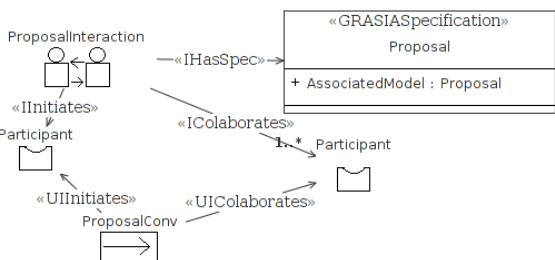 «GRASIASpecification»
ProposalInteraction
Proposal
«IHasSpec»
+ AssociatedModel : Proposal
«IInitiates»
«IColaborates»
Participant
1..*
Participant
«UIInitiates»
«UIColaborates»
ProposalConv